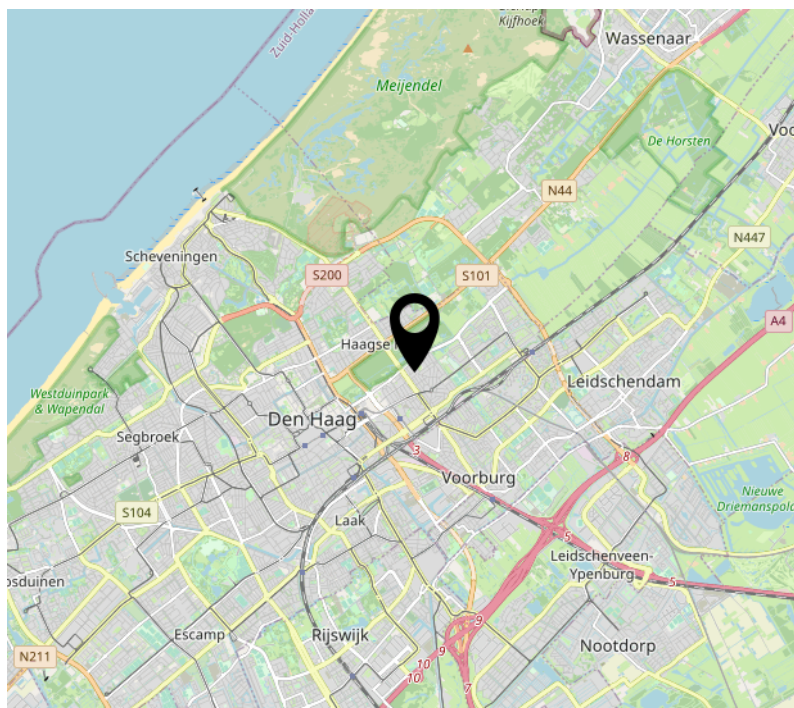 Kijfhoek
Zuid-Holla
Wassenaar
Meijendel
De Horsten
Voo
N44
N447
Scheveningen
S200
S101
A4
Haagse
Leidschendam
Westduinpark
& Wapendal
Den Haag
Segbroek
3
8
Voorburg
Nieuwe
Driemanspola
S104
Laak
5
Leidschenveen-
Ypenburg
osduinen
5
Escamp
Rijswijk
9
9
Nootdorp
N211
10
10
7